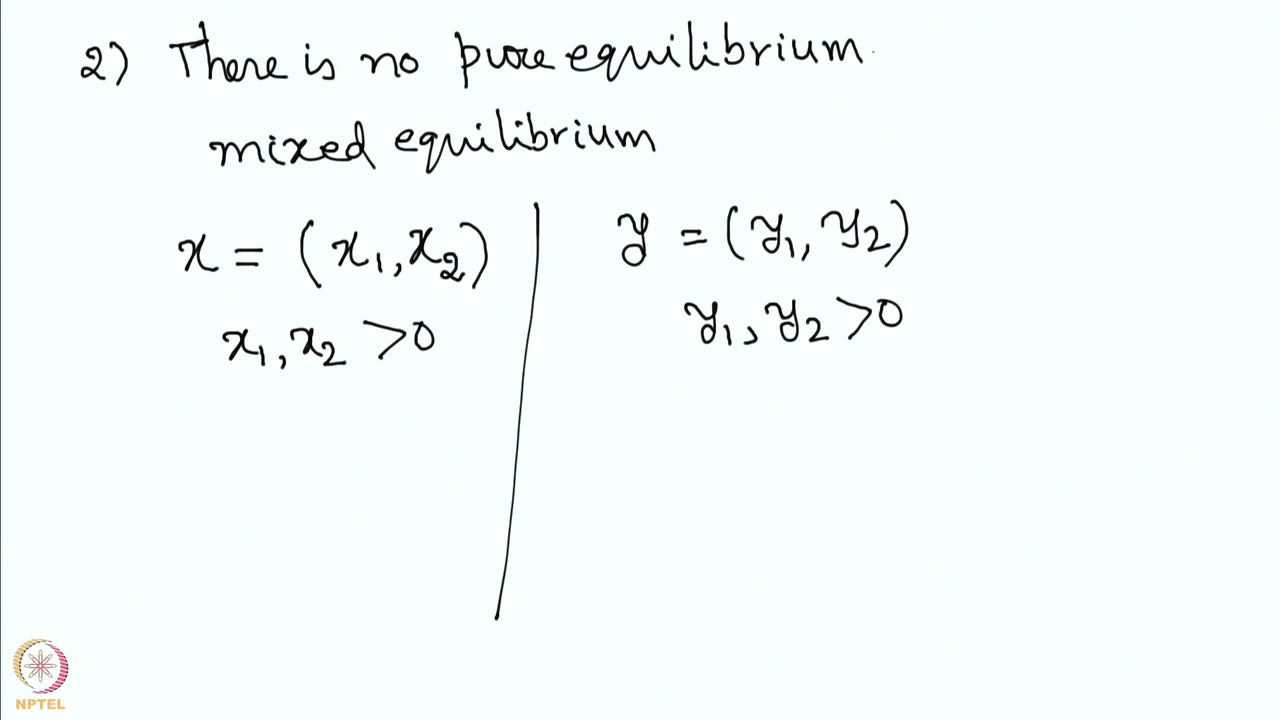 2) There is no pure equilibrium.
mixed equilibrium
x = (x₁, x₂)
x₁, x₂ >0
y = (y₁, y₂)
y₁, y₂ >0
NPTEL